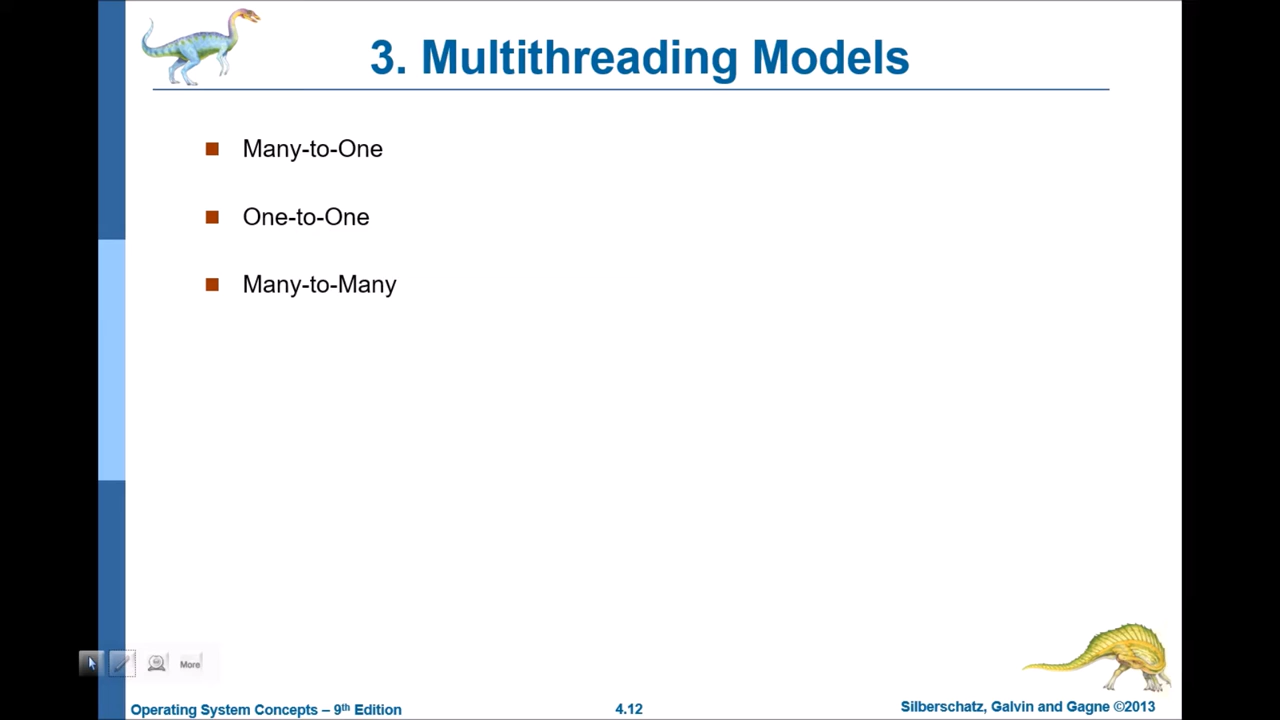 3. Multithreading Models
Many-to-One
One-to-One
Many-to-Many
More
Operating System Concepts – 9th Edition
4.12
Silberschatz, Galvin and Gagne ©2013